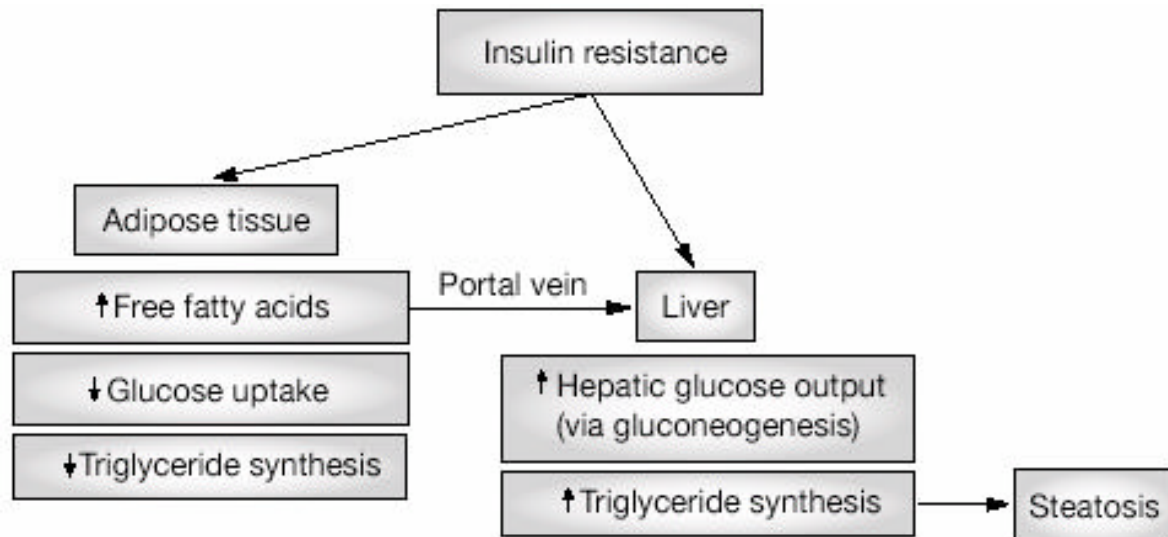 Insulin resistance
Adipose tissue
↑Free fatty acids
Portal vein
Liver
↓Glucose uptake
↑Hepatic glucose output
(via gluconeogenesis)
↓Triglyceride synthesis
↑Triglyceride synthesis
Steatosis